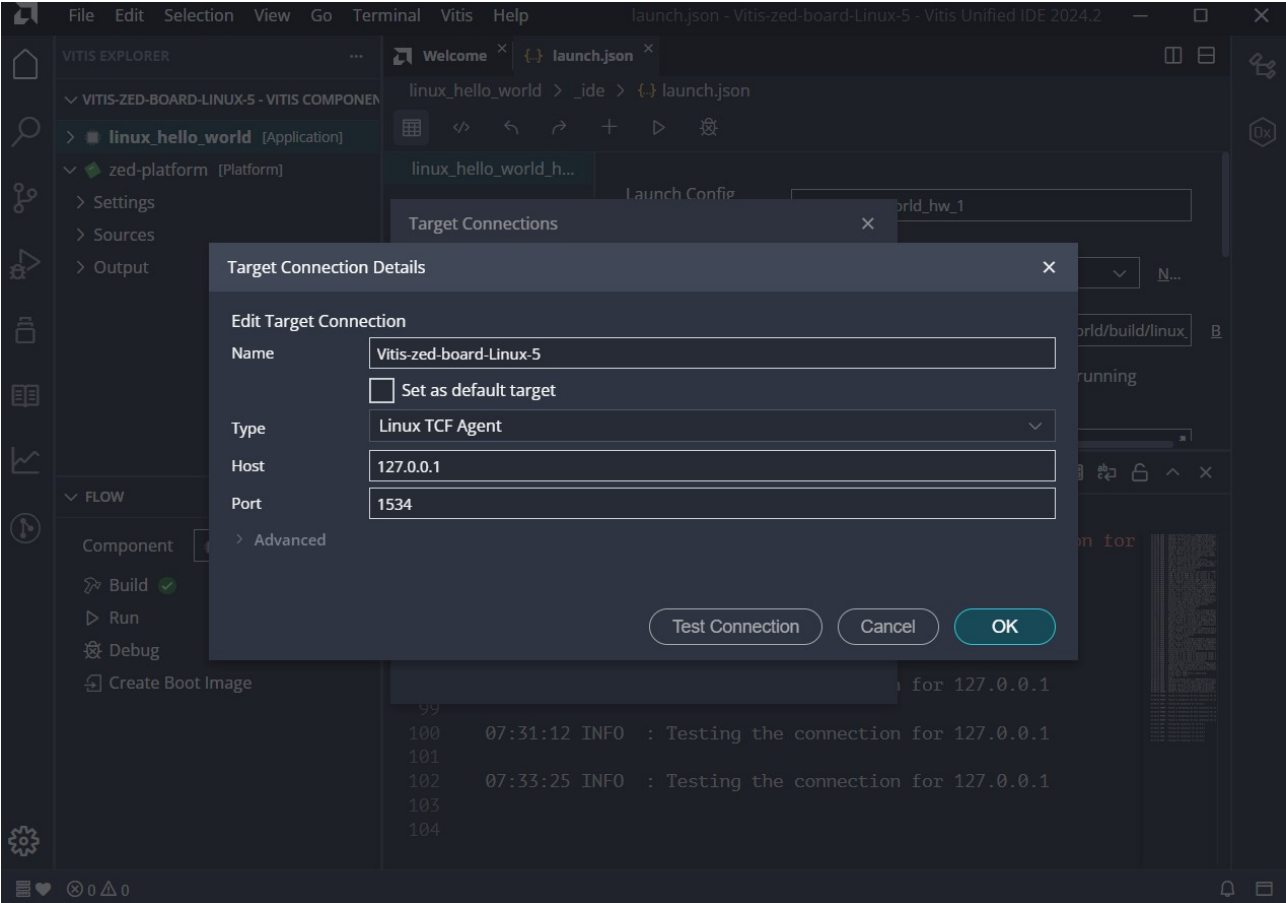 File Edit Selection View Go Terminal Vitis Help launch.json - Vitis-zed-board-Linux-5 - Vitis Unified IDE 2024.2
VITIS EXPLORER ...
Welcome {..} launch.json
VITIS-ZED-BOARD-LINUX-5 - VITIS COMPONEN
linux_hello_world > _ide > {..} launch.json
linux_hello_world [Application]
zed-platform [Platform]
linux_hello_world_h...
Settings
Launch Config
orld_hw_1
Sources
Target Connections
Output
Target Connection Details
N...
Edit Target Connection
Name Vitis-zed-board-Linux-5
orld/build/linux_ B
Set as default target
running
Type Linux TCF Agent
Host 127.0.0.1
Port 1534
FLOW
Advanced
Component
on for
Build
Run
Debug
Test Connection Cancel OK
Create Boot Image
n for 127.0.0.1
99
100 07:31:12 INFO : Testing the connection for 127.0.0.1
101
102 07:33:25 INFO : Testing the connection for 127.0.0.1
103
104
0 0